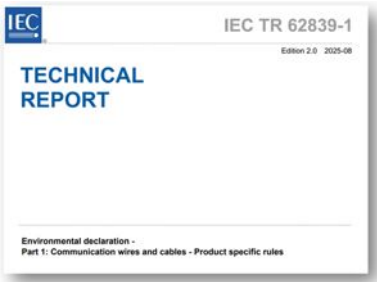 IEC
IEC TR 62839-1
Edition 2.0 2025-08
TECHNICAL
REPORT
Environmental declaration -
Part 1: Communication wires and cables - Product specific rules